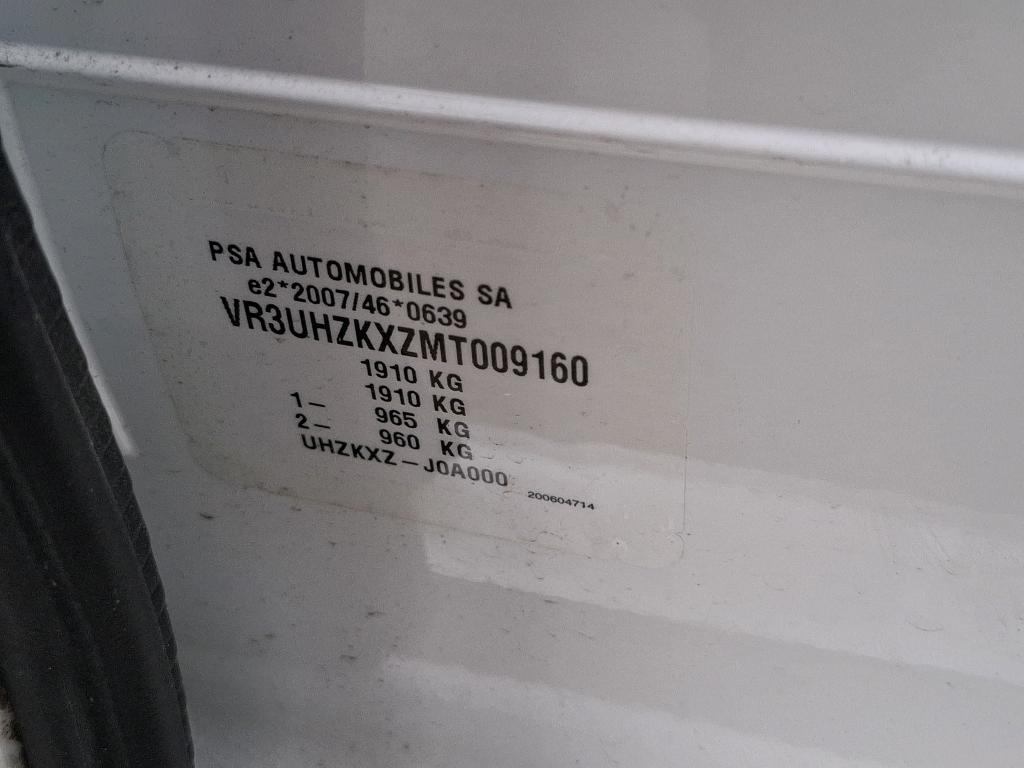 PSA AUTOMOBILES SA
e2*2007/46*0639
VR3UHZKXZMT009160
1910 KG
1910 KG
1– 965 KG
2– 960 KG
UHZKXZ–J0A000
200604714